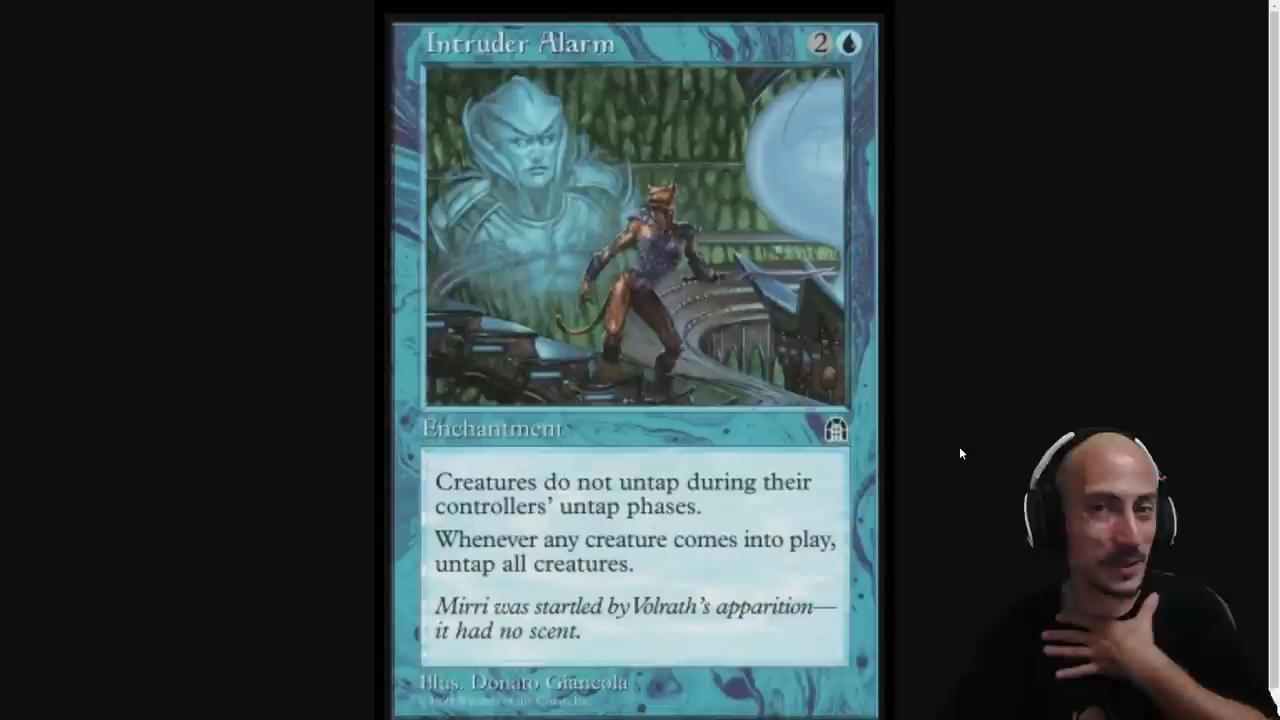 Intruder Alarm 2
Enchantment
Creatures do not untap during their
controllers' untap phases.
Whenever any creature comes into play,
untap all creatures.
Mirri was startled by Volrath's apparition—
it had no scent.
Illus. Donato Giancola